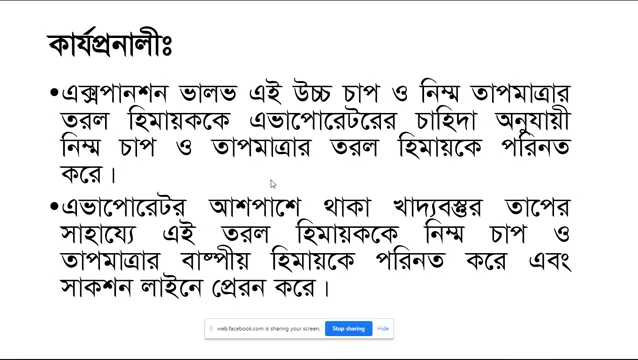 কার্যপ্রনালীঃ
•এক্সপানশন ভালভ এই উচ্চ চাপ ও নিম্ম তাপমাত্রার
তরল হিমায়ককে এভাপোরেটরের চাহিদা অনুযায়ী
নিম্ম চাপ ও তাপমাত্রার তরল হিমায়কে পরিনত
করে।
•এভাপোরেটর আশপাশে থাকা খাদ্যবস্তুর তাপের
সাহায্যে এই তরল হিমায়ককে নিম্ম চাপ ও
তাপমাত্রার বাষ্পীয় হিমায়কে পরিনত করে এবং
সাকশন লাইনে প্রেরন করে।
web.facebook.com is sharing your screen. Stop sharing Hide